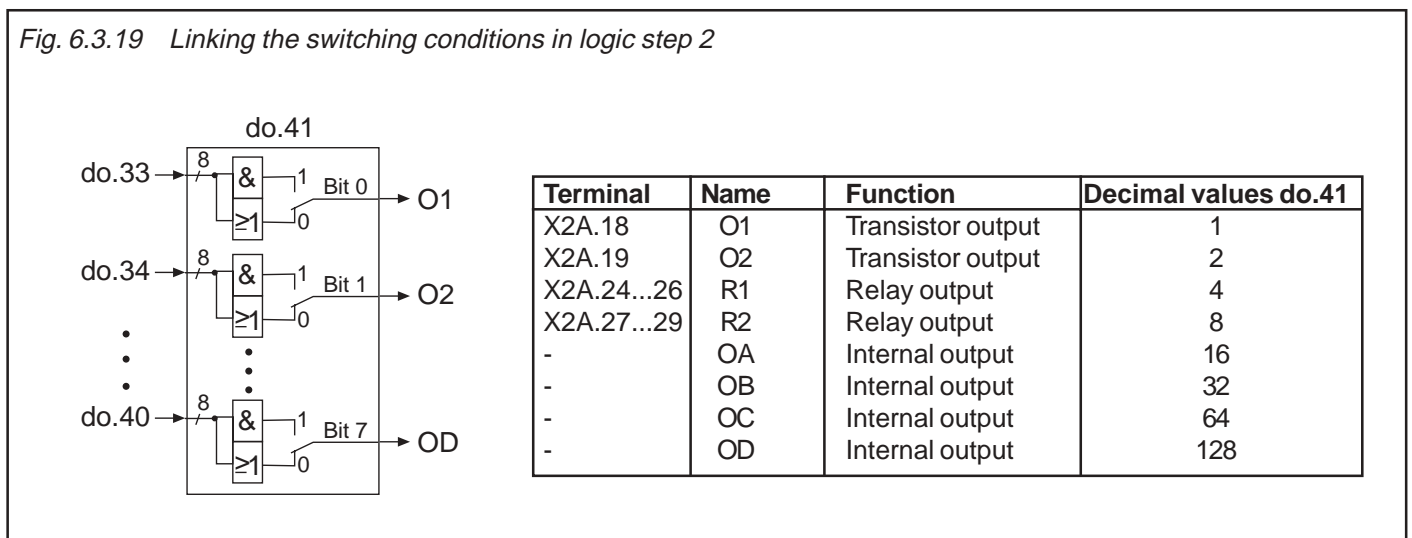 Fig. 6.3.19 Linking the switching conditions in logic step 2
do.41
do.33
8
&
≥1
1
0
Bit 0
O1
do.34
8
&
≥1
1
0
Bit 1
O2
do.40
8
&
≥1
1
0
Bit 7
OD
Terminal Name Function Decimal values do.41
X2A.18 O1 Transistor output 1
X2A.19 O2 Transistor output 2
X2A.24...26 R1 Relay output 4
X2A.27...29 R2 Relay output 8
- OA Internal output 16
- OB Internal output 32
- OC Internal output 64
- OD Internal output 128